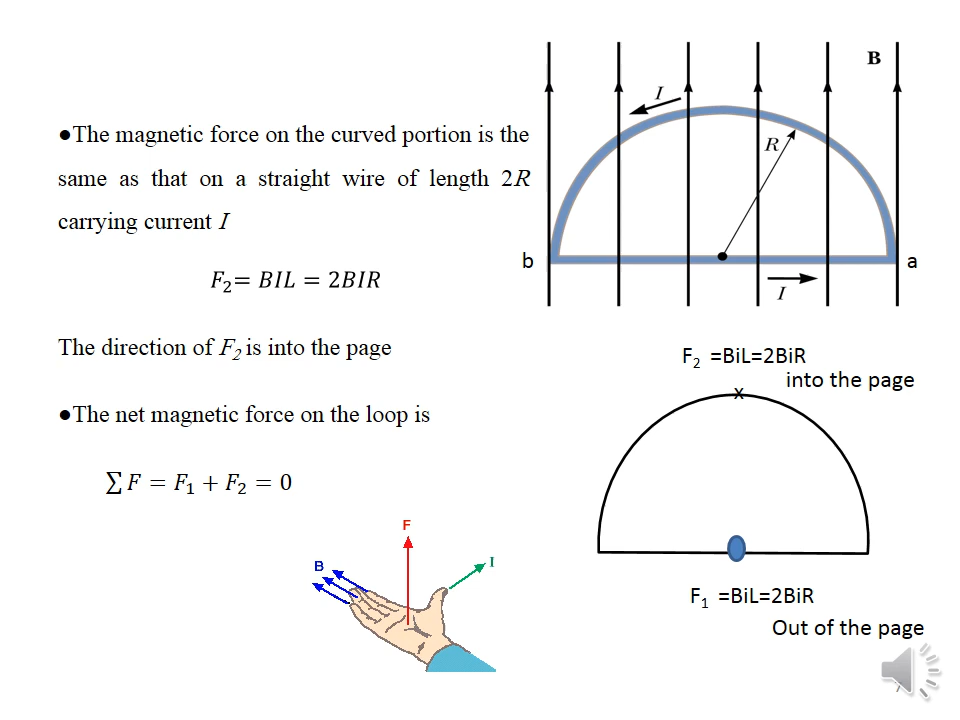 ●The magnetic force on the curved portion is the
same as that on a straight wire of length 2R
carrying current I
F₂= BIL = 2BIR
The direction of F₂ is into the page
●The net magnetic force on the loop is
∑ F = F₁ + F₂ = 0
B
I
R
b
a
I
F₂ =BiL=2BiR
into the page
x
F₁ =BiL=2BiR
Out of the page
F
B
I
7